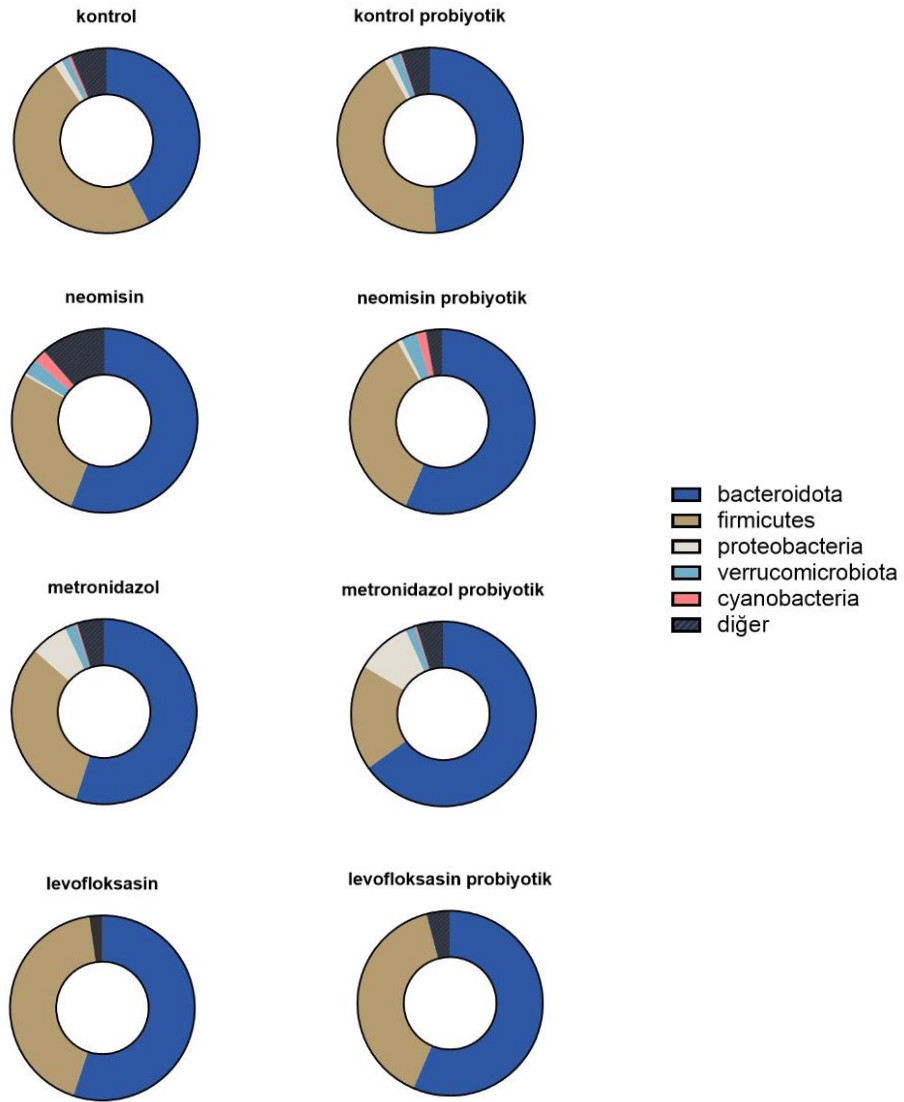 kontrol
kontrol probiyotik
neomisin
neomisin probiyotik
bacteroidota
firmicutes
proteobacteria
verrucomicrobiota
cyanobacteria
diğer
metronidazol
metronidazol probiyotik
levofloksasin
levofloksasin probiyotik